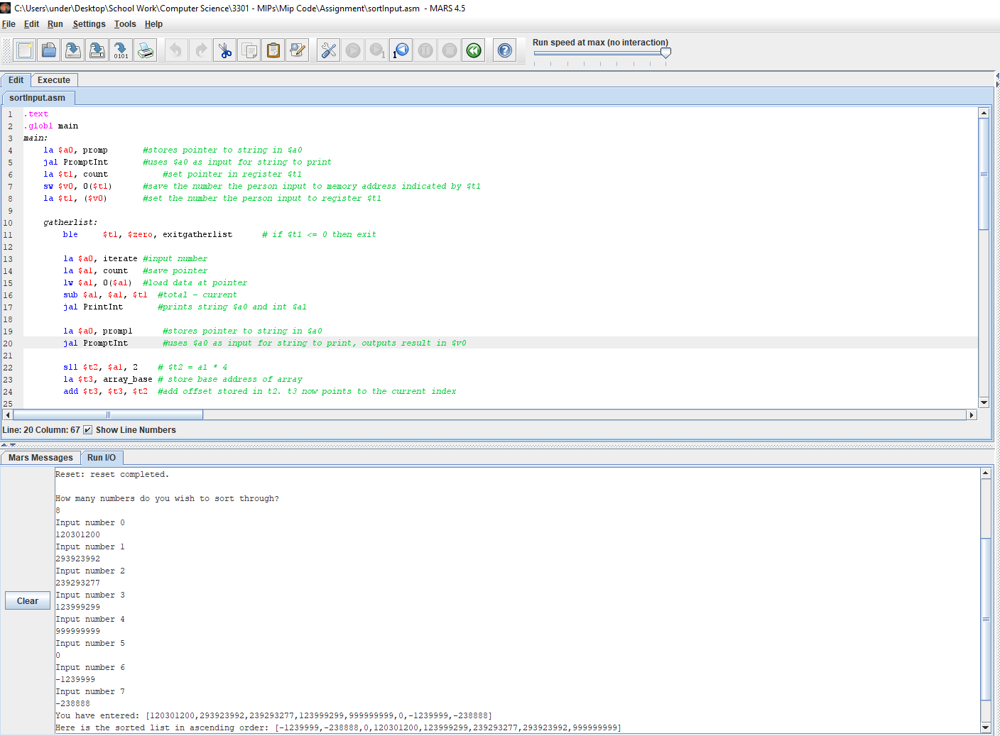 C:\Users\under\Desktop\School Work\Computer Science\3301 - MIPs\Mip Code\Assignment\sortInput.asm - MARS 4.5
File Edit Run Settings Tools Help
Run speed at max (no interaction)
Edit Execute
sortInput.asm
1 .text
2 .globl main
3 main:
4 la $a0, promp #stores pointer to string in $a0
5 jal PromptInt #uses $a0 as input for string to print
6 la $t1, count #set pointer in register $t1
7 sw $v0, 0($t1) #save the number the person input to memory address indicated by $t1
8 la $t1, ($v0) #set the number the person input to register $t1
9
10 gatherlist:
11 ble $t1, $zero, exitgatherlist # if $t1 <= 0 then exit
12
13 la $a0, iterate #input number
14 la $a1, count #save pointer
15 lw $a1, 0($a1) #load data at pointer
16 sub $a1, $a1, $t1 #total - current
17 jal PrintInt #prints string $a0 and int $a1
18
19 la $a0, promp1 #stores pointer to string in $a0
20 jal PromptInt #uses $a0 as input for string to print, outputs result in $v0
21
22 sll $t2, $a1, 2 # $t2 = a1 * 4
23 la $t3, array_base # store base address of array
24 add $t3, $t3, $t2 #add offset stored in t2. t3 now points to the current index
25
Line: 20 Column: 67 Show Line Numbers
Mars Messages Run I/O
Reset: reset completed.
How many numbers do you wish to sort through?
8
Input number 0
120301200
Input number 1
293923992
Input number 2
239293277
Input number 3
123999299
Input number 4
999999999
Input number 5
0
Input number 6
-1239999
Input number 7
-238888
You have entered: [120301200,293923992,239293277,123999299,999999999,0,-1239999,-238888]
Here is the sorted list in ascending order: [-1239999,-238888,0,120301200,123999299,239293277,293923992,999999999]
Clear